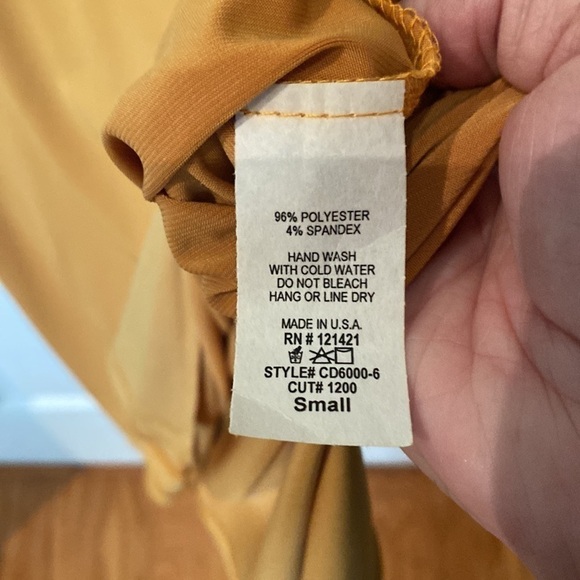 96% POLYESTER
4% SPANDEX
HAND WASH
WITH COLD WATER
DO NOT BLEACH
HANG OR LINE DRY
MADE IN U.S.A.
RN # 121421
STYLE# CD6000-6
CUT# 1200
Small